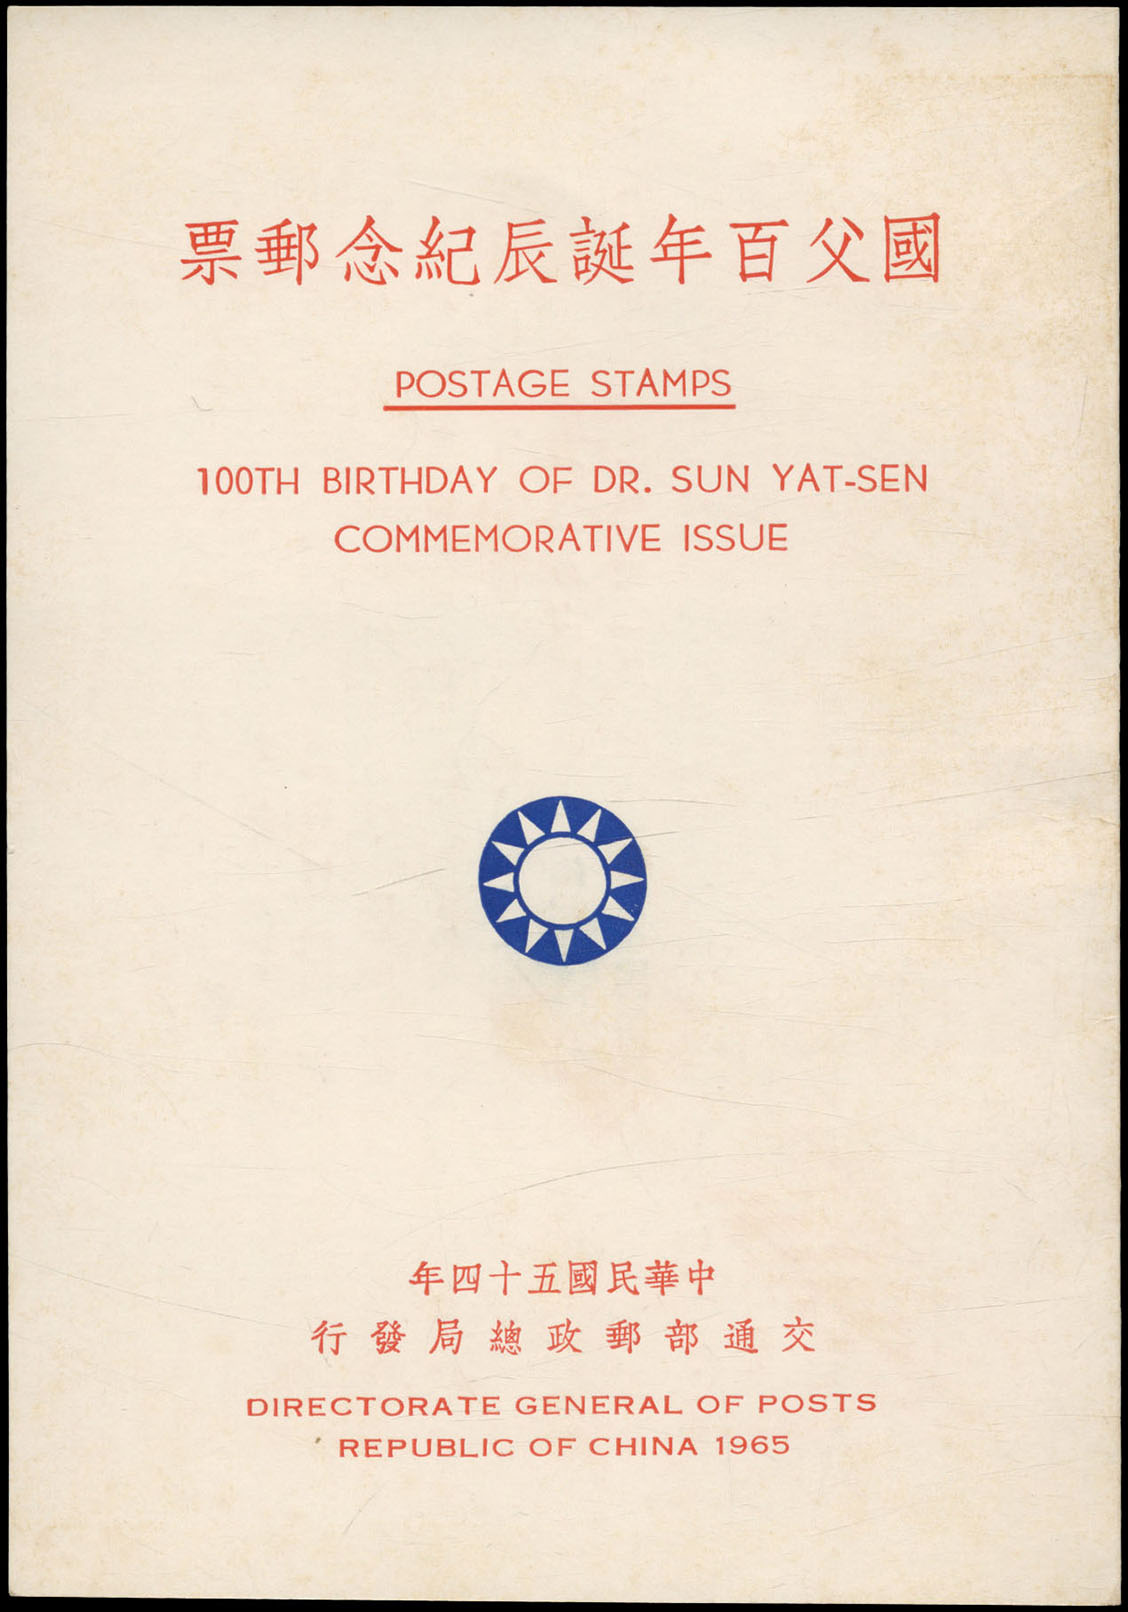 國父百年誕辰紀念郵票
POSTAGE STAMPS
100TH BIRTHDAY OF DR. SUN YAT-SEN
COMMEMORATIVE ISSUE
中華民國五十四年
交通部郵政總局發行
DIRECTORATE GENERAL OF POSTS
REPUBLIC OF CHINA 1965